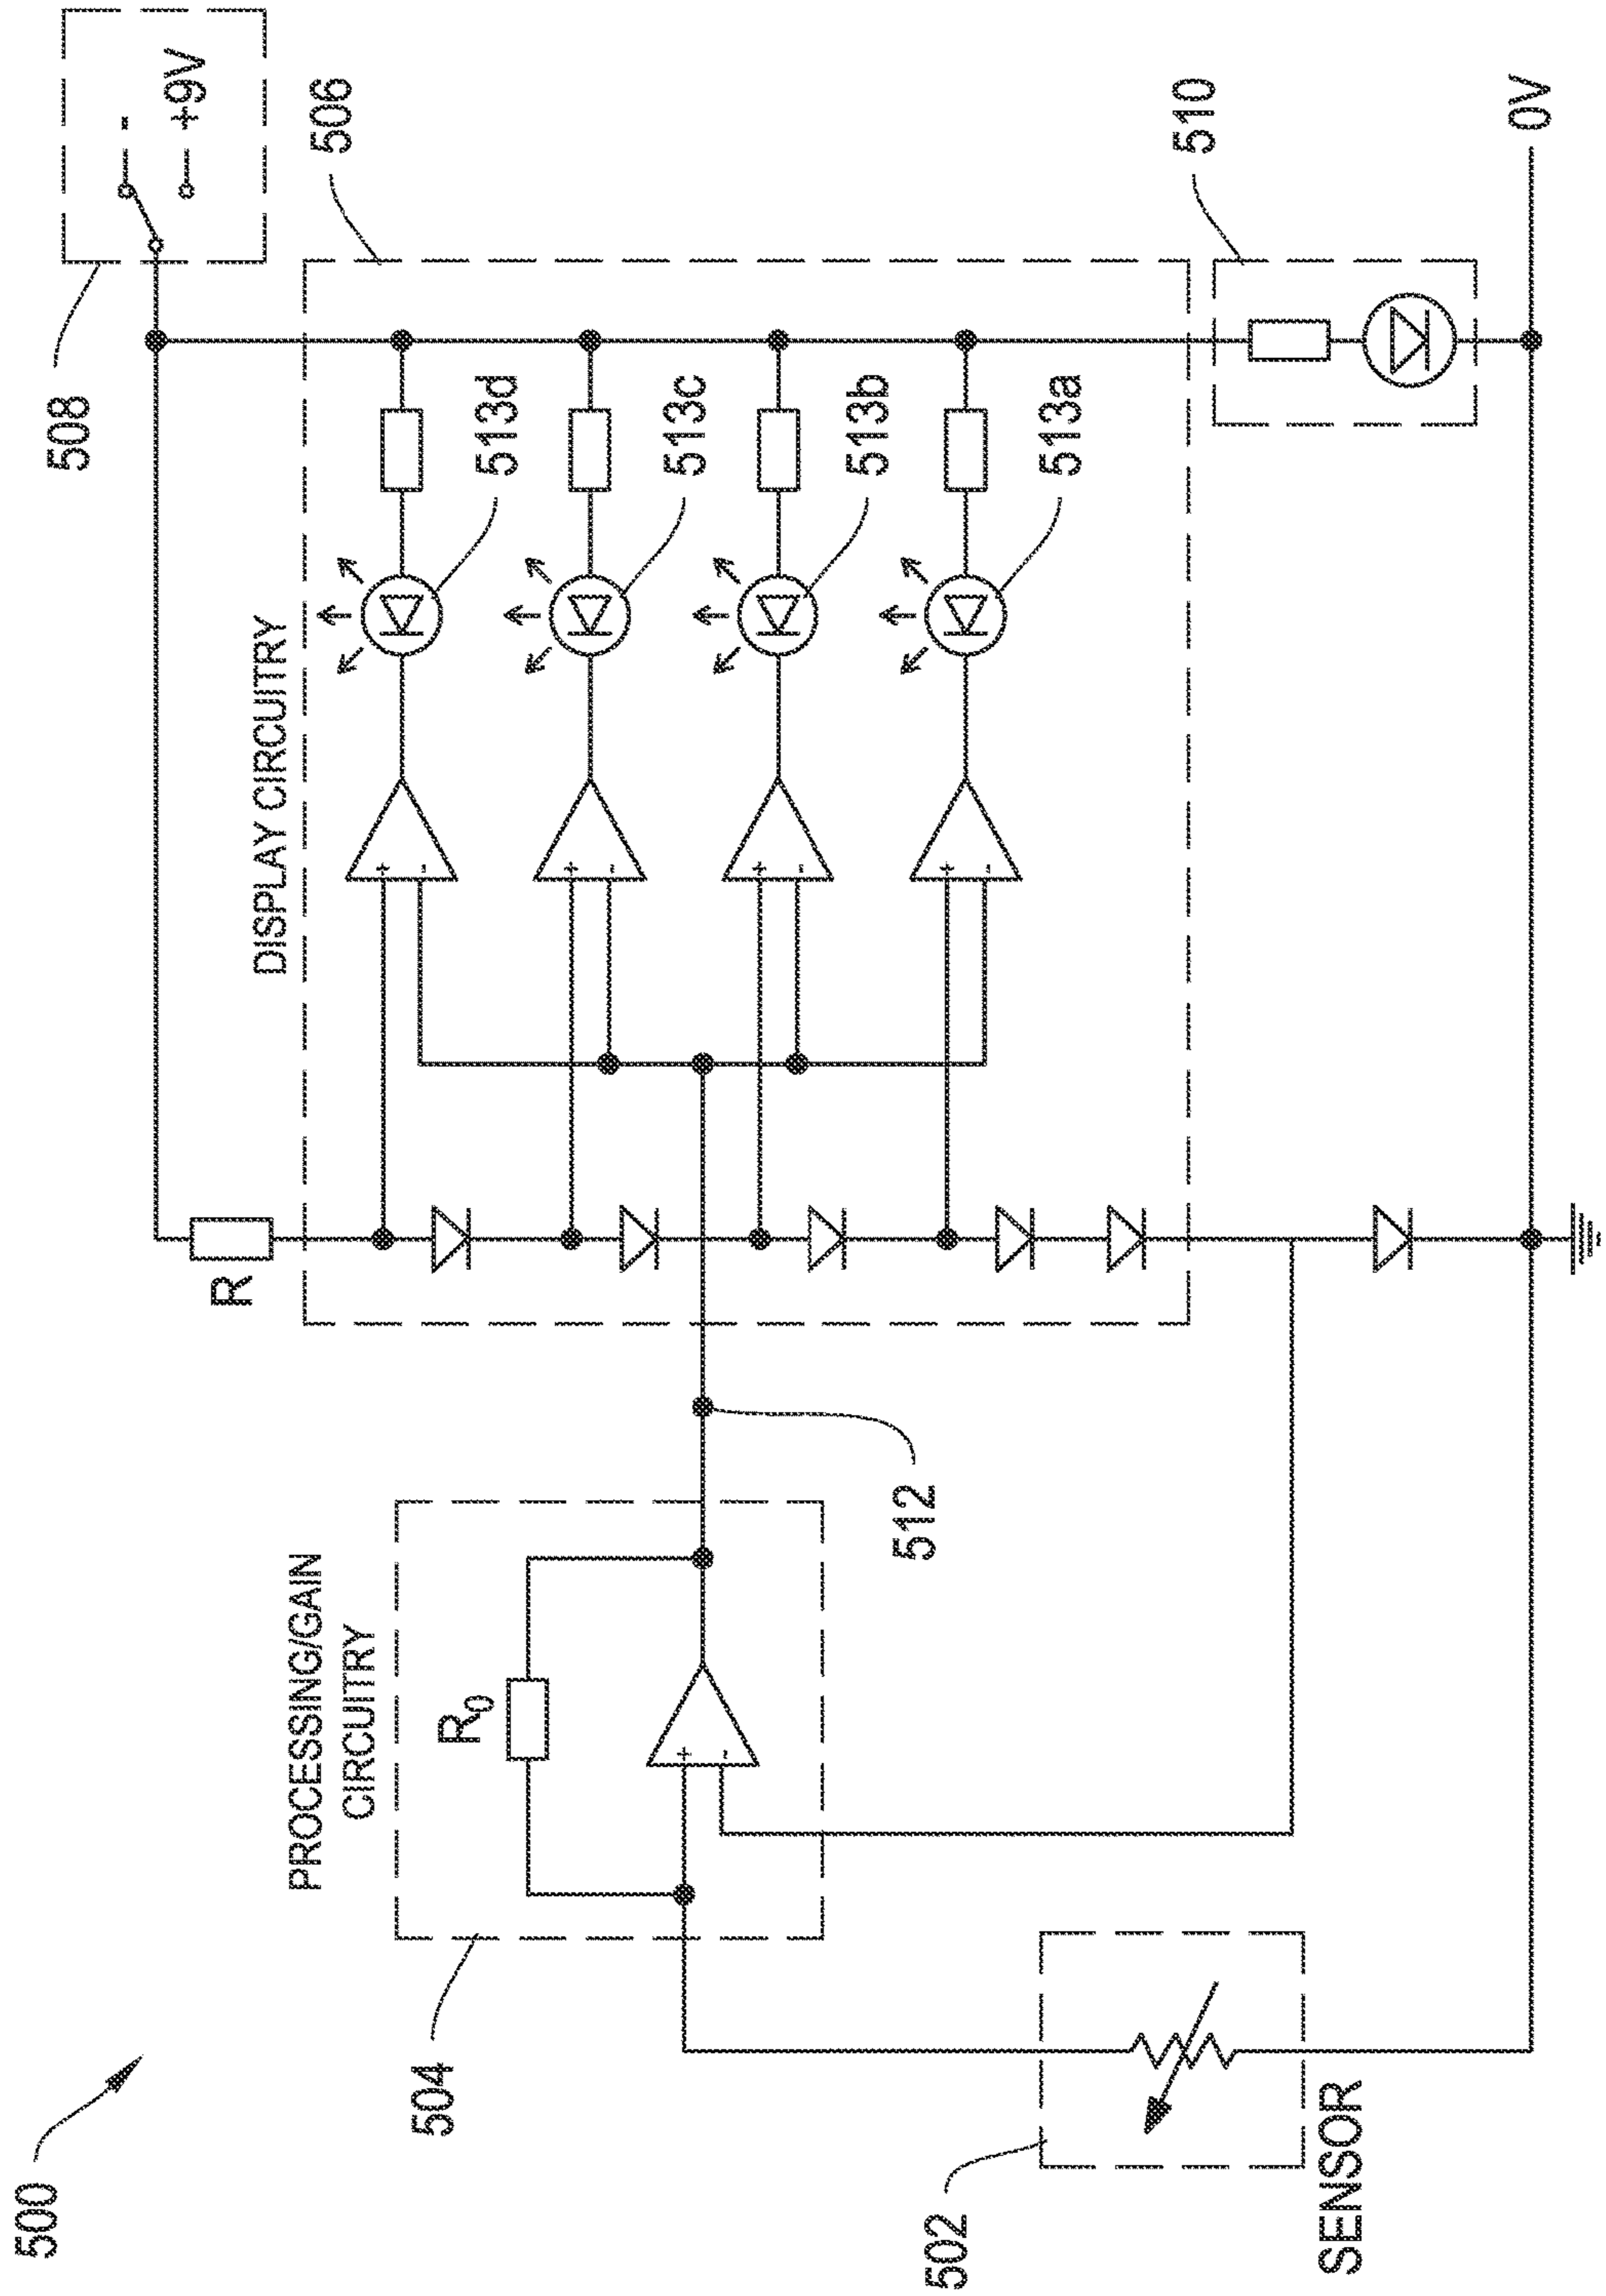 500
502
SENSOR
504
PROCESSING/GAIN
CIRCUITRY
R0
+
-
512
R
DISPLAY CIRCUITRY
+
-
+
-
+
-
+
-
513d
513c
513b
513a
508
-
+9V
506
510
0V